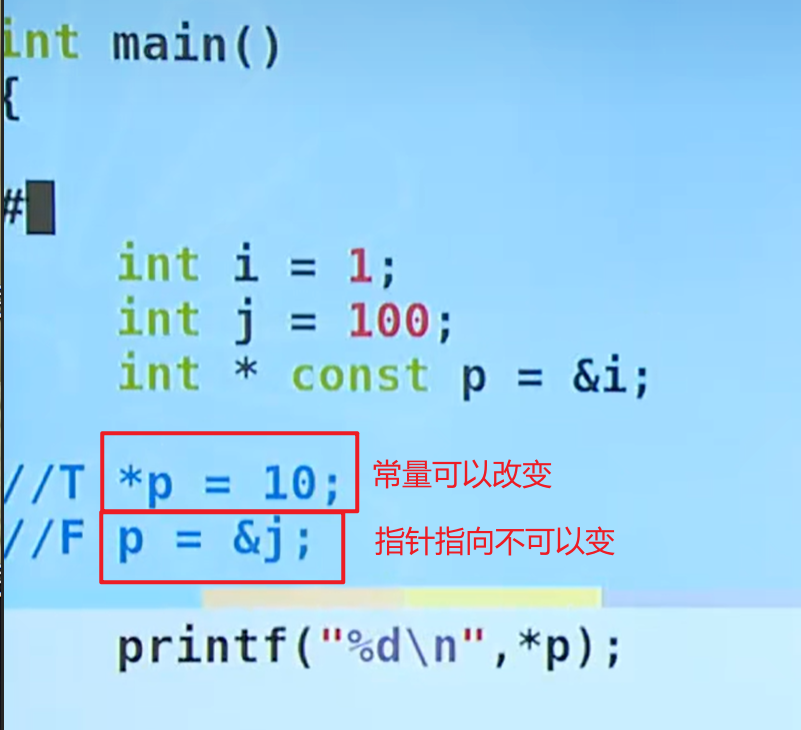 int main()
{
#
int i = 1;
int j = 100;
int * const p = &i;
//T *p = 10; 常量可以改变
//F p = &j; 指针指向不可以变
printf("%d\n",*p);